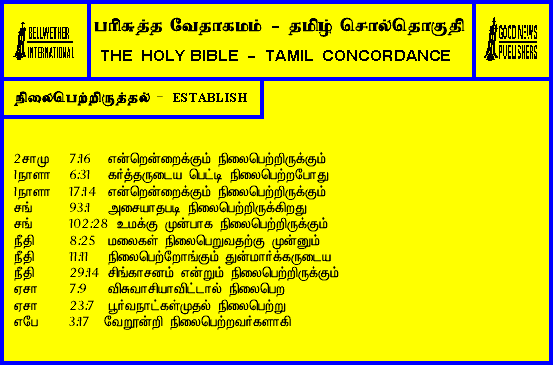 BELLWETHER
INTERNATIONAL
பரிசுத்த வேதாகமம் - தமிழ் சொல்தொகுதி
THE HOLY BIBLE - TAMIL CONCORDANCE
GOOD NEWS
PUBLISHERS
நிலைபெற்றிருத்தல் - ESTABLISH
2சாமு 7:16 என்றென்றைக்கும் நிலைபெற்றிருக்கும்
1நாளா 6:31 கர்த்தருடைய பெட்டி நிலைபெற்றபோது
1நாளா 17:14 என்றென்றைக்கும் நிலைபெற்றிருக்கும்
சங் 93:1 அசையாதபடி நிலைபெற்றிருக்கிறது
சங் 102:28 உமக்கு முன்பாக நிலைபெற்றிருக்கும்
நீதி 8:25 மலைகள் நிலைபெறுவதற்கு முன்னும்
நீதி 11:11 நிலைபெற்றோங்கும் துன்மார்க்கருடைய
நீதி 29:14 சிங்காசனம் என்றும் நிலைபெற்றிருக்கும்
ஏசா 7:9 விசுவாசியாவிட்டால் நிலைபெற
ஏசா 23:7 பூர்வநாட்கள்முதல் நிலைபெற்று
எபே 3:17 வேறூன்றி நிலைபெற்றவர்களாகி